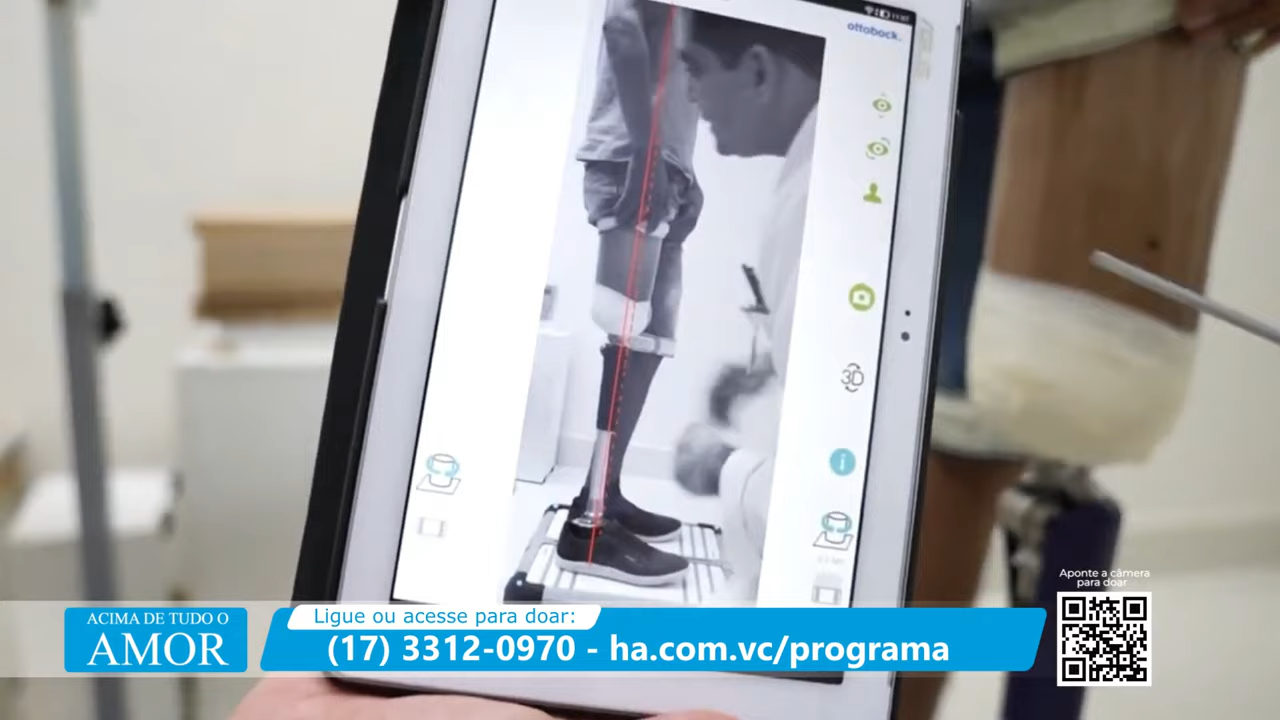 ottobock.
3D
i
Aponte a câmera
para doar
ACIMA DE TUDO O
AMOR
Ligue ou acesse para doar:
(17) 3312-0970 - ha.com.vc/programa